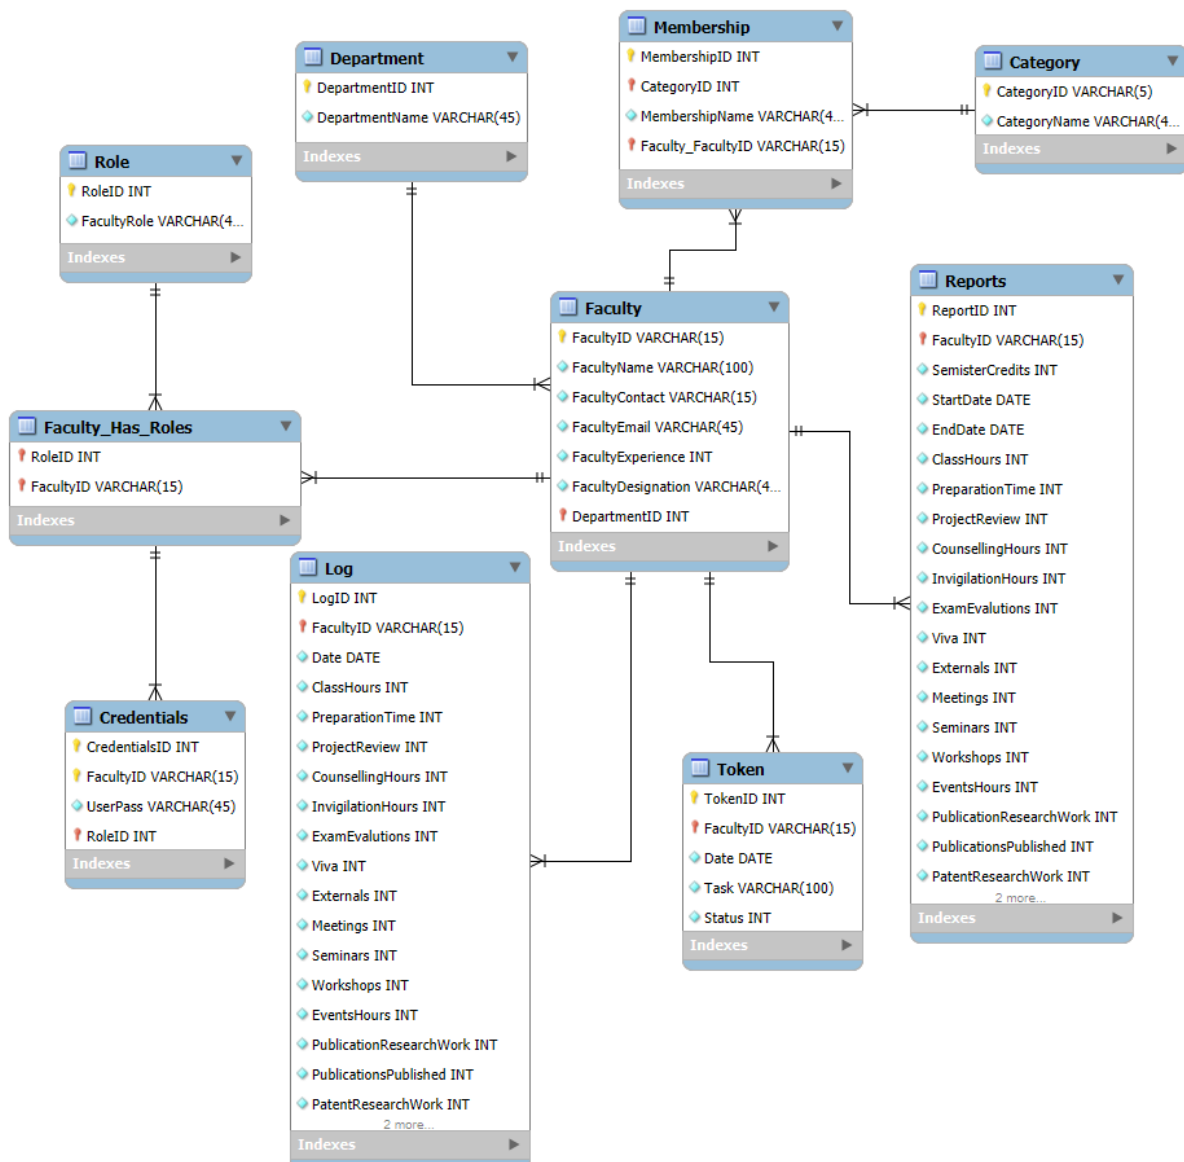 Department
DepartmentID INT
DepartmentName VARCHAR(45)
Indexes
Membership
MembershipID INT
CategoryID INT
MembershipName VARCHAR(4...
Faculty_FacultyID VARCHAR(15)
Indexes
Category
CategoryID VARCHAR(5)
CategoryName VARCHAR(4...
Indexes
Role
RoleID INT
FacultyRole VARCHAR(4...
Indexes
Faculty
FacultyID VARCHAR(15)
FacultyName VARCHAR(100)
FacultyContact VARCHAR(15)
FacultyEmail VARCHAR(45)
FacultyExperience INT
FacultyDesignation VARCHAR(4...
DepartmentID INT
Indexes
Reports
ReportID INT
FacultyID VARCHAR(15)
SemisterCredits INT
StartDate DATE
EndDate DATE
ClassHours INT
PreparationTime INT
ProjectReview INT
CounsellingHours INT
InvigilationHours INT
ExamEvalutions INT
Viva INT
Externals INT
Meetings INT
Seminars INT
Workshops INT
EventsHours INT
PublicationResearchWork INT
PublicationsPublished INT
PatentResearchWork INT
2 more...
Indexes
Faculty_Has_Roles
RoleID INT
FacultyID VARCHAR(15)
Indexes
Log
LogID INT
FacultyID VARCHAR(15)
Date DATE
ClassHours INT
PreparationTime INT
ProjectReview INT
CounsellingHours INT
InvigilationHours INT
ExamEvalutions INT
Viva INT
Externals INT
Meetings INT
Seminars INT
Workshops INT
EventsHours INT
PublicationResearchWork INT
PublicationsPublished INT
PatentResearchWork INT
2 more...
Indexes
Credentials
CredentialsID INT
FacultyID VARCHAR(15)
UserPass VARCHAR(45)
RoleID INT
Indexes
Token
TokenID INT
FacultyID VARCHAR(15)
Date DATE
Task VARCHAR(100)
Status INT
Indexes